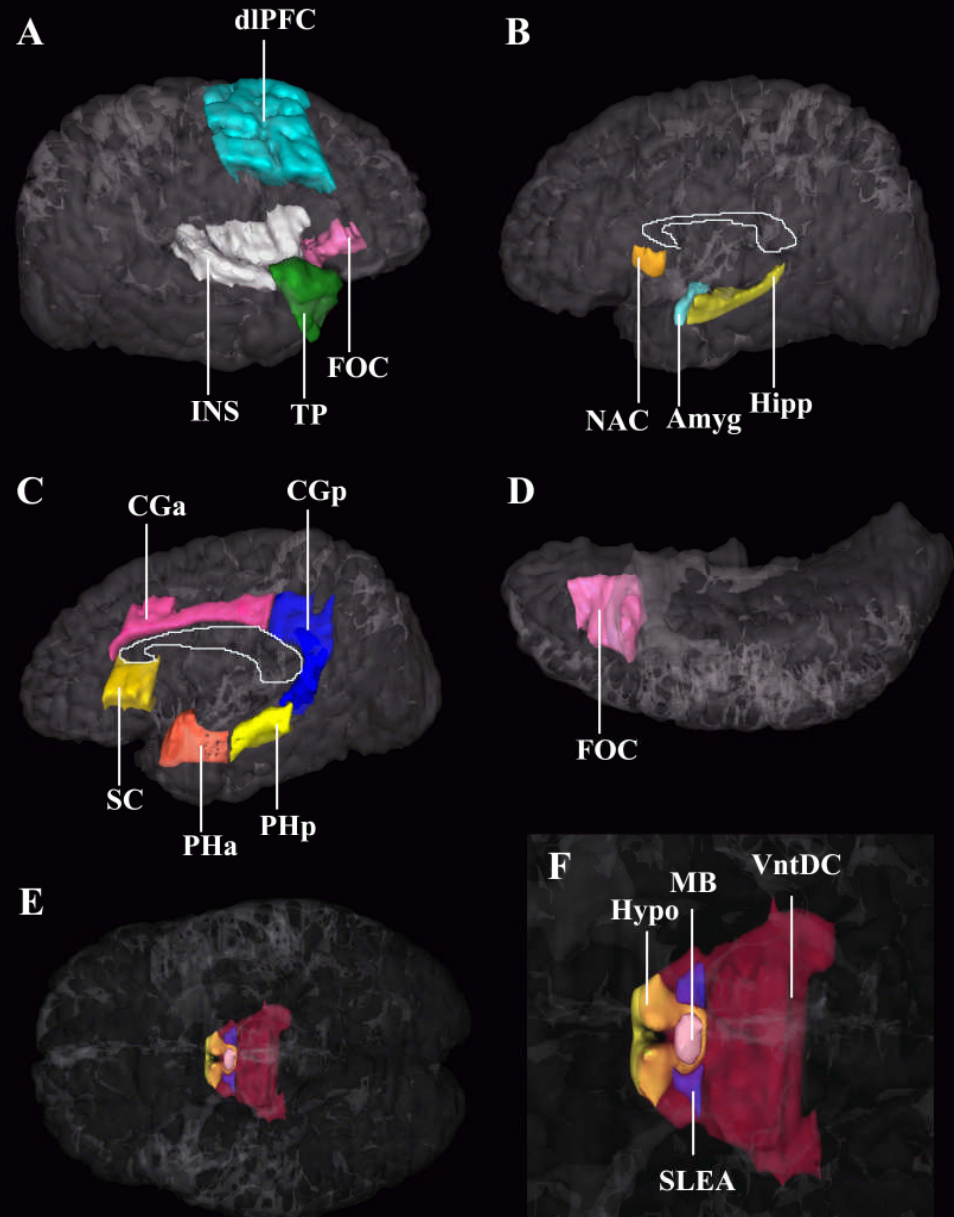 A
dlPFC
INS
TP
FOC
B
NAC
Amyg
Hipp
C
CGa
CGp
SC
PHa
PHp
D
FOC
E
F
Hypo
MB
VntDC
SLEA